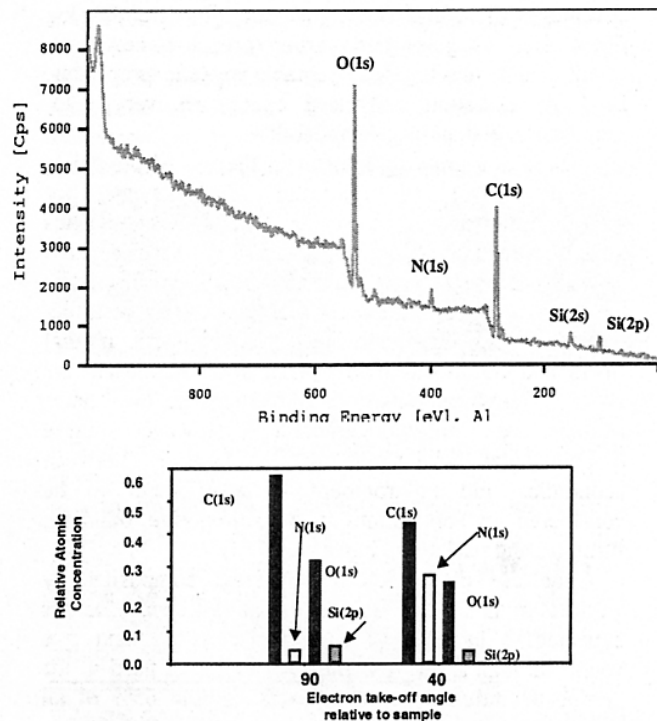 O(1s)
C(1s)
N(1s)
Si(2s)
Si(2p)
Intensity [Cps]
8000
7000
6000
5000
4000
3000
2000
1000
0
800
600
400
200
Binding Energy [eV], A]
0.6
0.5
0.4
0.3
0.2
0.1
0.0
Relative Atomic
Concentration
C(1s)
N(1s)
O(1s)
Si(2p)
C(1s)
N(1s)
O(1s)
Si(2p)
90
40
Electron take-off angle
relative to sample